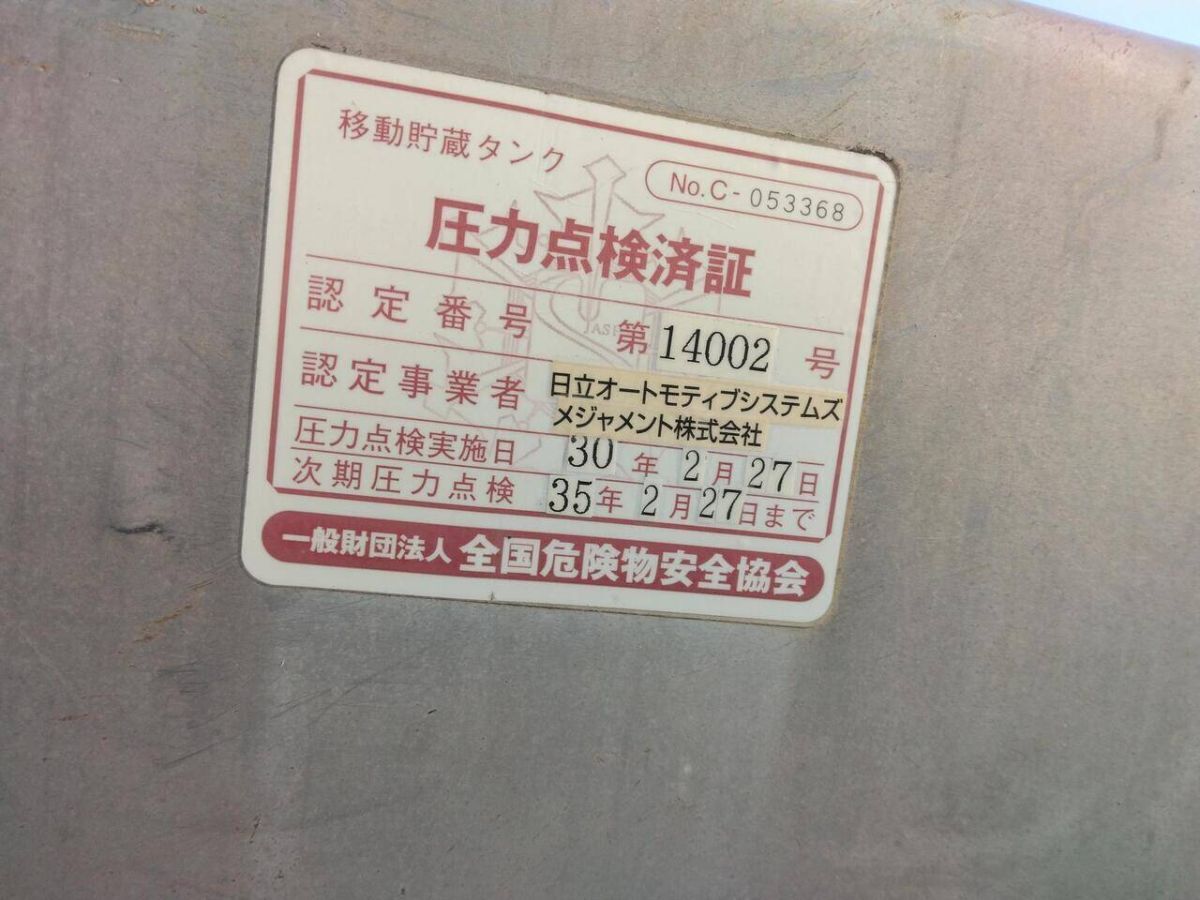 移動貯蔵タンク
No.C-053368
圧力点検済証
認定番号 第14002号
認定事業者 日立オートモティブシステムズ
メジャメント株式会社
圧力点検実施日 30年2月27日
次期圧力点検 35年2月27日まで
一般財団法人 全国危険物安全協会